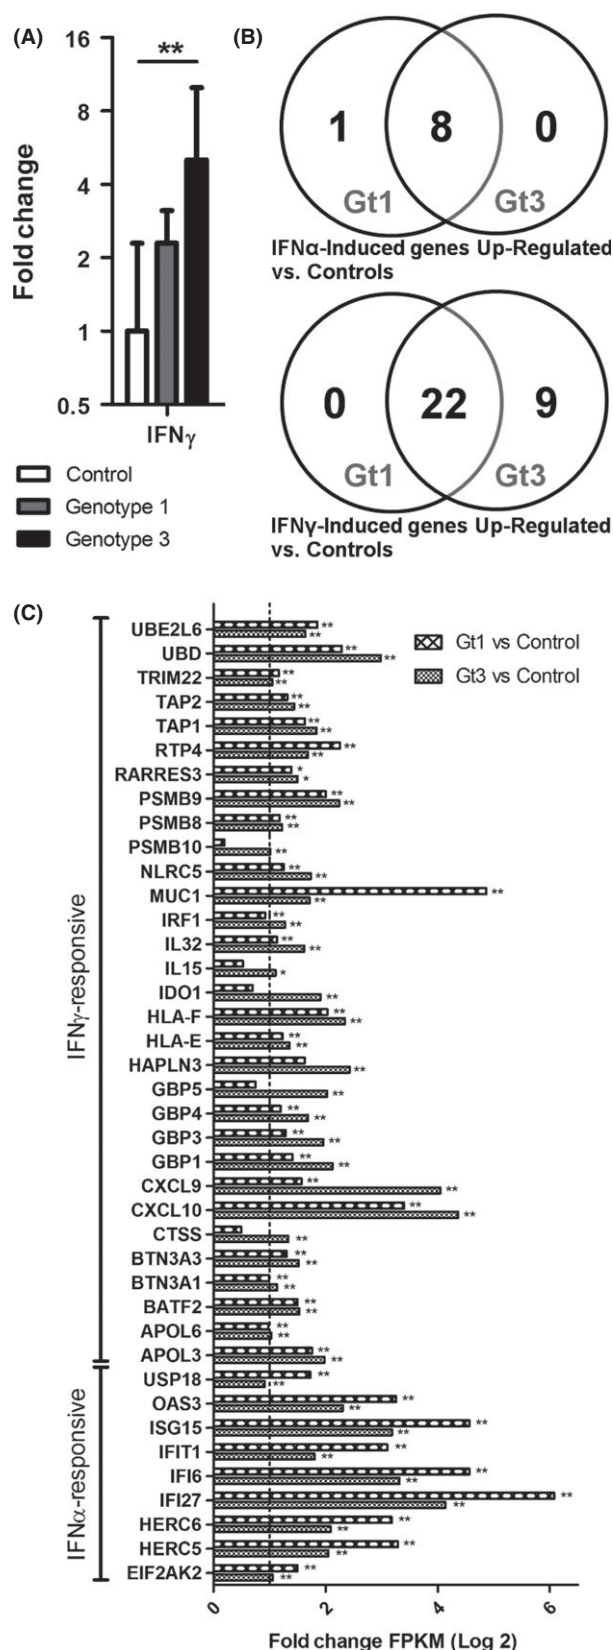 (A)
16
8
4
2
1
0.5
Fold change
**
IFNγ
Control
Genotype 1
Genotype 3
(B)
1 8 0
Gt1 Gt3
IFNα-Induced genes Up-Regulated
vs. Controls
0 22 9
Gt1 Gt3
IFNγ-Induced genes Up-Regulated
vs. Controls
(C)
Gt1 vs Control
Gt3 vs Control
IFNγ-responsive
UBE2L6 ** **
UBD ** **
TRIM22 ** **
TAP2 ** **
TAP1 ** **
RTP4 ** **
RARRES3 * *
PSMB9 ** **
PSMB8 ** **
PSMB10 **
NLRC5 ** **
MUC1 ** **
IRF1 ** **
IL32 ** **
IL15 *
IDO1 **
HLA-F ** **
HLA-E ** **
HAPLN3 **
GBP5 **
GBP4 ** **
GBP3 ** **
GBP1 ** **
CXCL9 ** **
CXCL10 ** **
CTSS **
BTN3A3 ** **
BTN3A1 ** **
BATF2 ** **
APOL6 ** **
APOL3 ** **
IFNα-responsive
USP18 ** **
OAS3 ** **
ISG15 ** **
IFIT1 ** **
IFI6 ** **
IFI27 ** **
HERC6 ** **
HERC5 ** **
EIF2AK2 ** **
0 2 4 6
Fold change FPKM (Log 2)